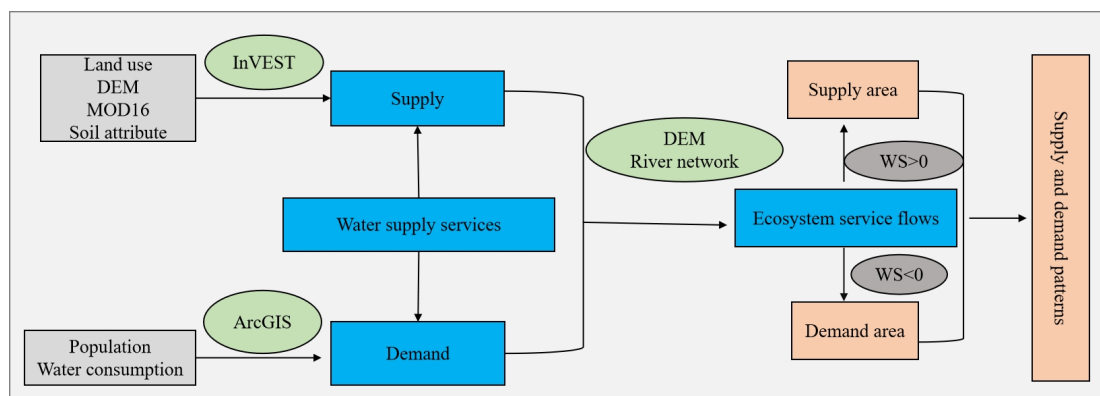 Land use
DEM
MOD16
Soil attribute
InVEST
Supply
Water supply services
Population
Water consumption
ArcGIS
Demand
DEM
River network
Supply area
WS>0
Ecosystem service flows
WS<0
Demand area
Supply and demand
patterns